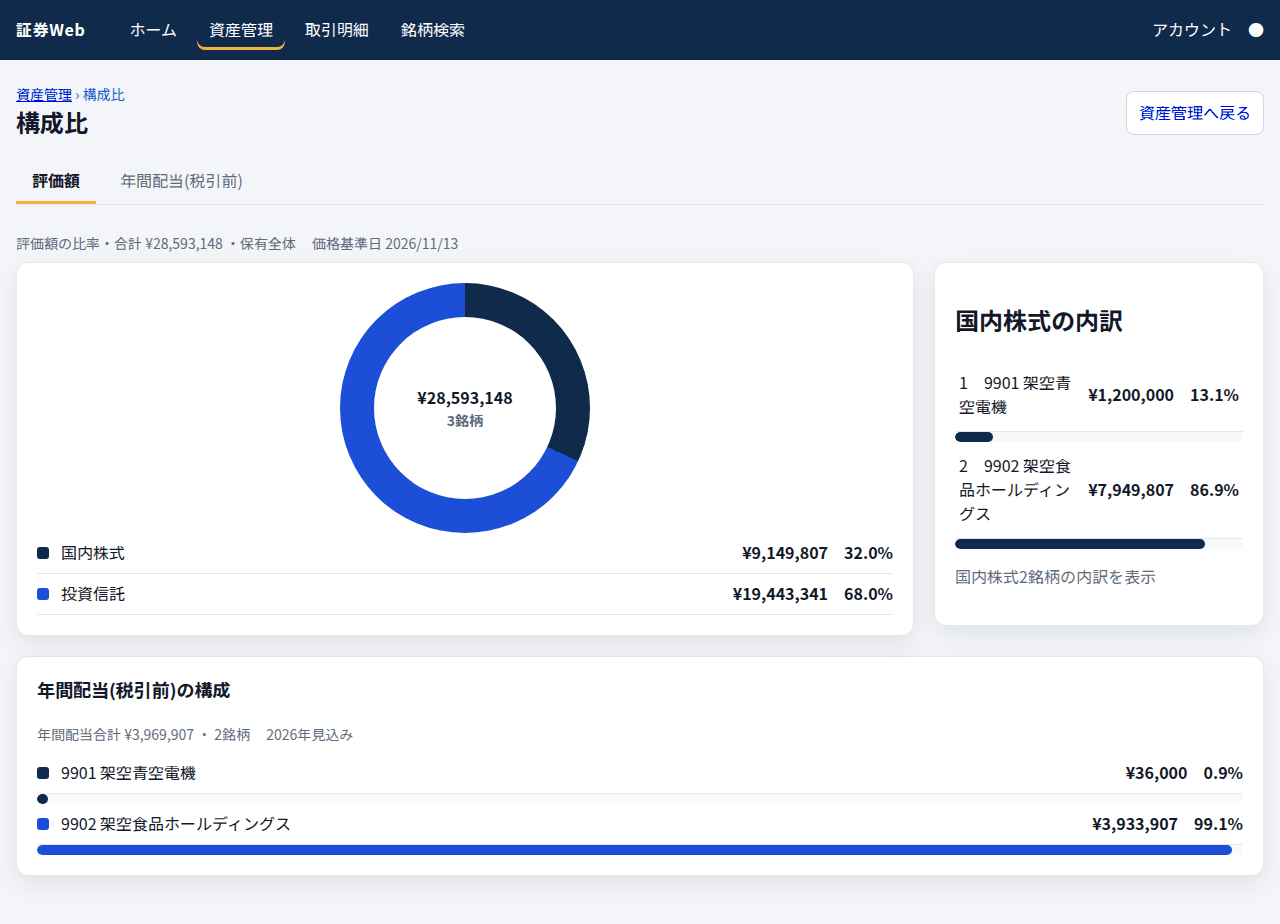 証券Web ホーム 資産管理 取引明細 銘柄検索 アカウント
資産管理 › 構成比
構成比
資産管理へ戻る
評価額 年間配当(税引前)
評価額の比率・合計 ¥28,593,148 ・保有全体 価格基準日 2026/11/13
¥28,593,148
3銘柄
国内株式 ¥9,149,807 32.0%
投資信託 ¥19,443,341 68.0%
国内株式の内訳
1 9901 架空青
空電機
¥1,200,000 13.1%
2 9902 架空食
品ホールディン
グス
¥7,949,807 86.9%
国内株式2銘柄の内訳を表示
年間配当(税引前)の構成
年間配当合計 ¥3,969,907 ・ 2銘柄 2026年見込み
9901 架空青空電機 ¥36,000 0.9%
9902 架空食品ホールディングス ¥3,933,907 99.1%